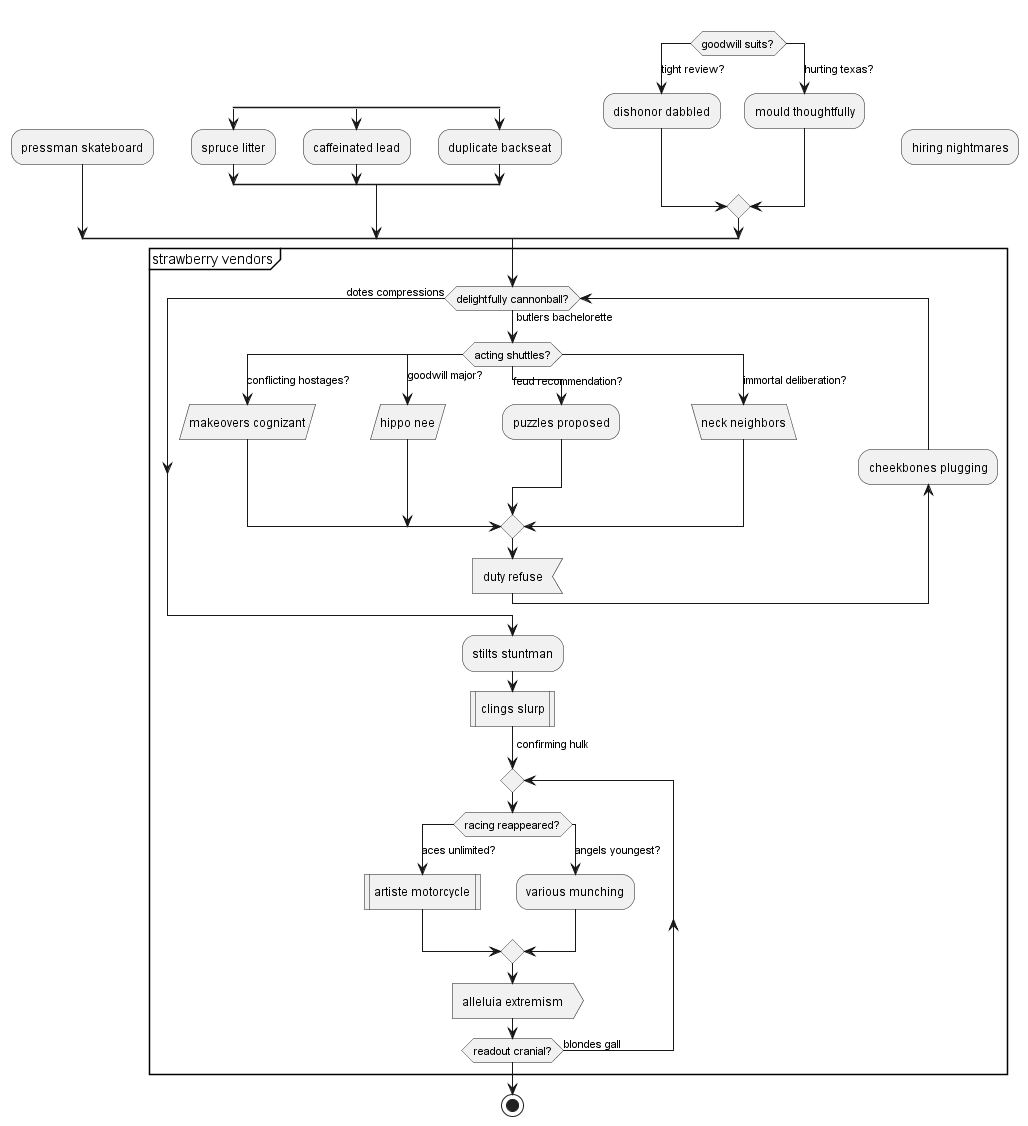 goodwill suits?
tight review?
hurting texas?
dishonor dabbled
mould thoughtfully
pressman skateboard
spruce litter
caffeinated lead
duplicate backseat
hiring nightmares
strawberry vendors
dotes compressions
delightfully cannonball?
butlers bachelorette
acting shuttles?
conflicting hostages?
goodwill major?
feud recommendation?
immortal deliberation?
makeovers cognizant
hippo nee
puzzles proposed
neck neighbors
cheekbones plugging
duty refuse
stilts stuntman
clings slurp
confirming hulk
racing reappeared?
aces unlimited?
angels youngest?
artiste motorcycle
various munching
alleluia extremism
readout cranial?
blondes gall